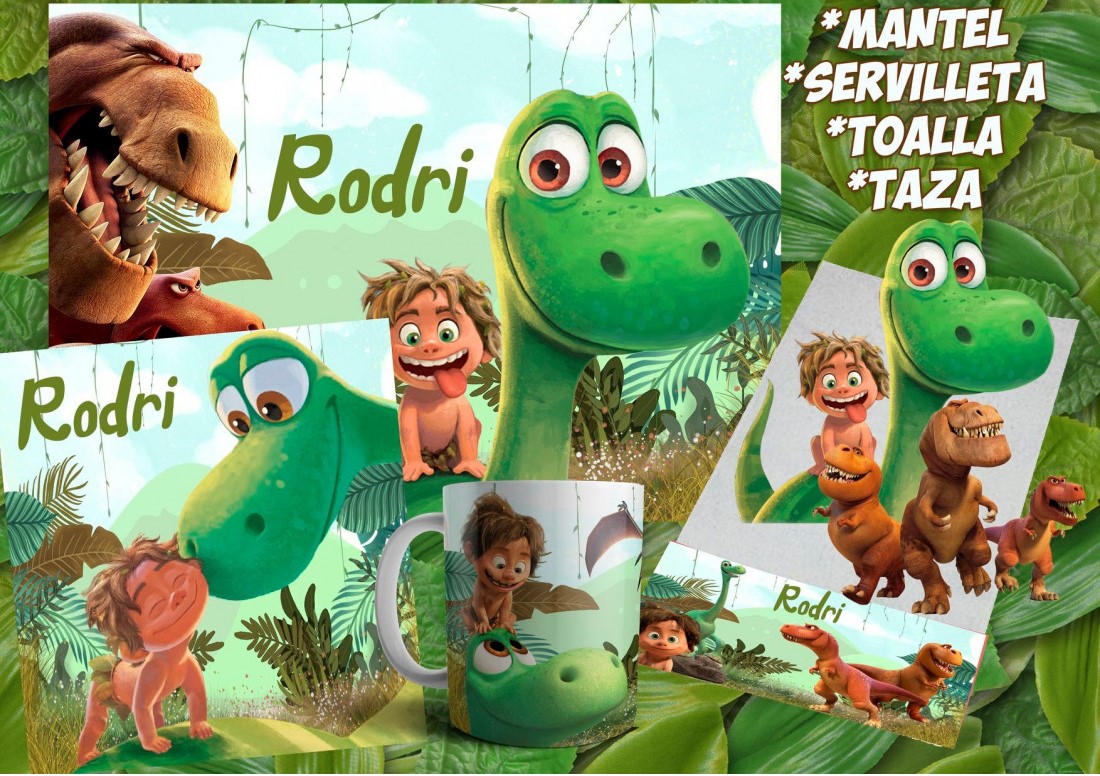 *MANTEL
*SERVILLETA
*TOALLA
*TAZA
Rodri
Rodri
Rodri